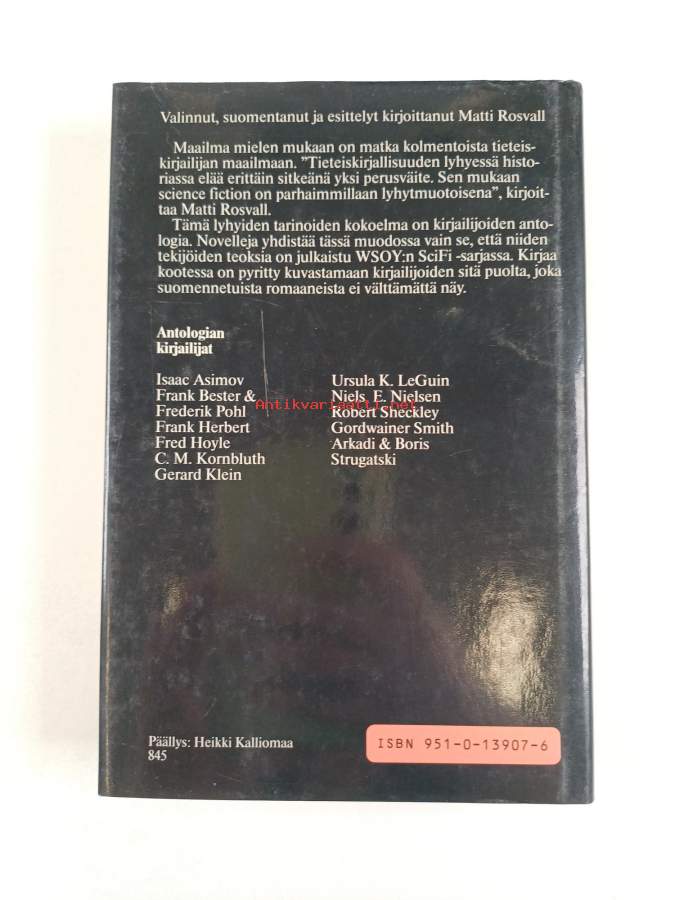 Valinnut, suomentanut ja esittelyt kirjoittanut Matti Rosvall
Maailma mielen mukaan on matka kolmentoista tieteis-
kirjailijan maailmaan. "Tieteiskirjallisuuden lyhyessä histo-
riassa elää erittäin sitkeänä yksi perusväite. Sen mukaan
science fiction on parhaimmillaan lyhytmuotoisena", kirjoit-
taa Matti Rosvall.
Tämä lyhyiden tarinoiden kokoelma on kirjailijoiden anto-
logia. Novelleja yhdistää tässä muodossa vain se, että niiden
tekijöiden teoksia on julkaistu WSOY:n SciFi -sarjassa. Kirjaa
kootessa on pyritty kuvastamaan kirjailijoiden sitä puolta, joka
suomennetuista romaaneista ei välttämättä näy.
Antologian
kirjailijat
Isaac Asimov
Frank Bester &
Frederik Pohl
Frank Herbert
Fred Hoyle
C. M. Kornbluth
Gerard Klein
Ursula K. LeGuin
Niels. E. Nielsen
Robert Sheckley
Gordwainer Smith
Arkadi & Boris
Strugatski
Antikvariaatti.net
Päällys: Heikki Kalliomaa
845
ISBN 951-0-13907-6